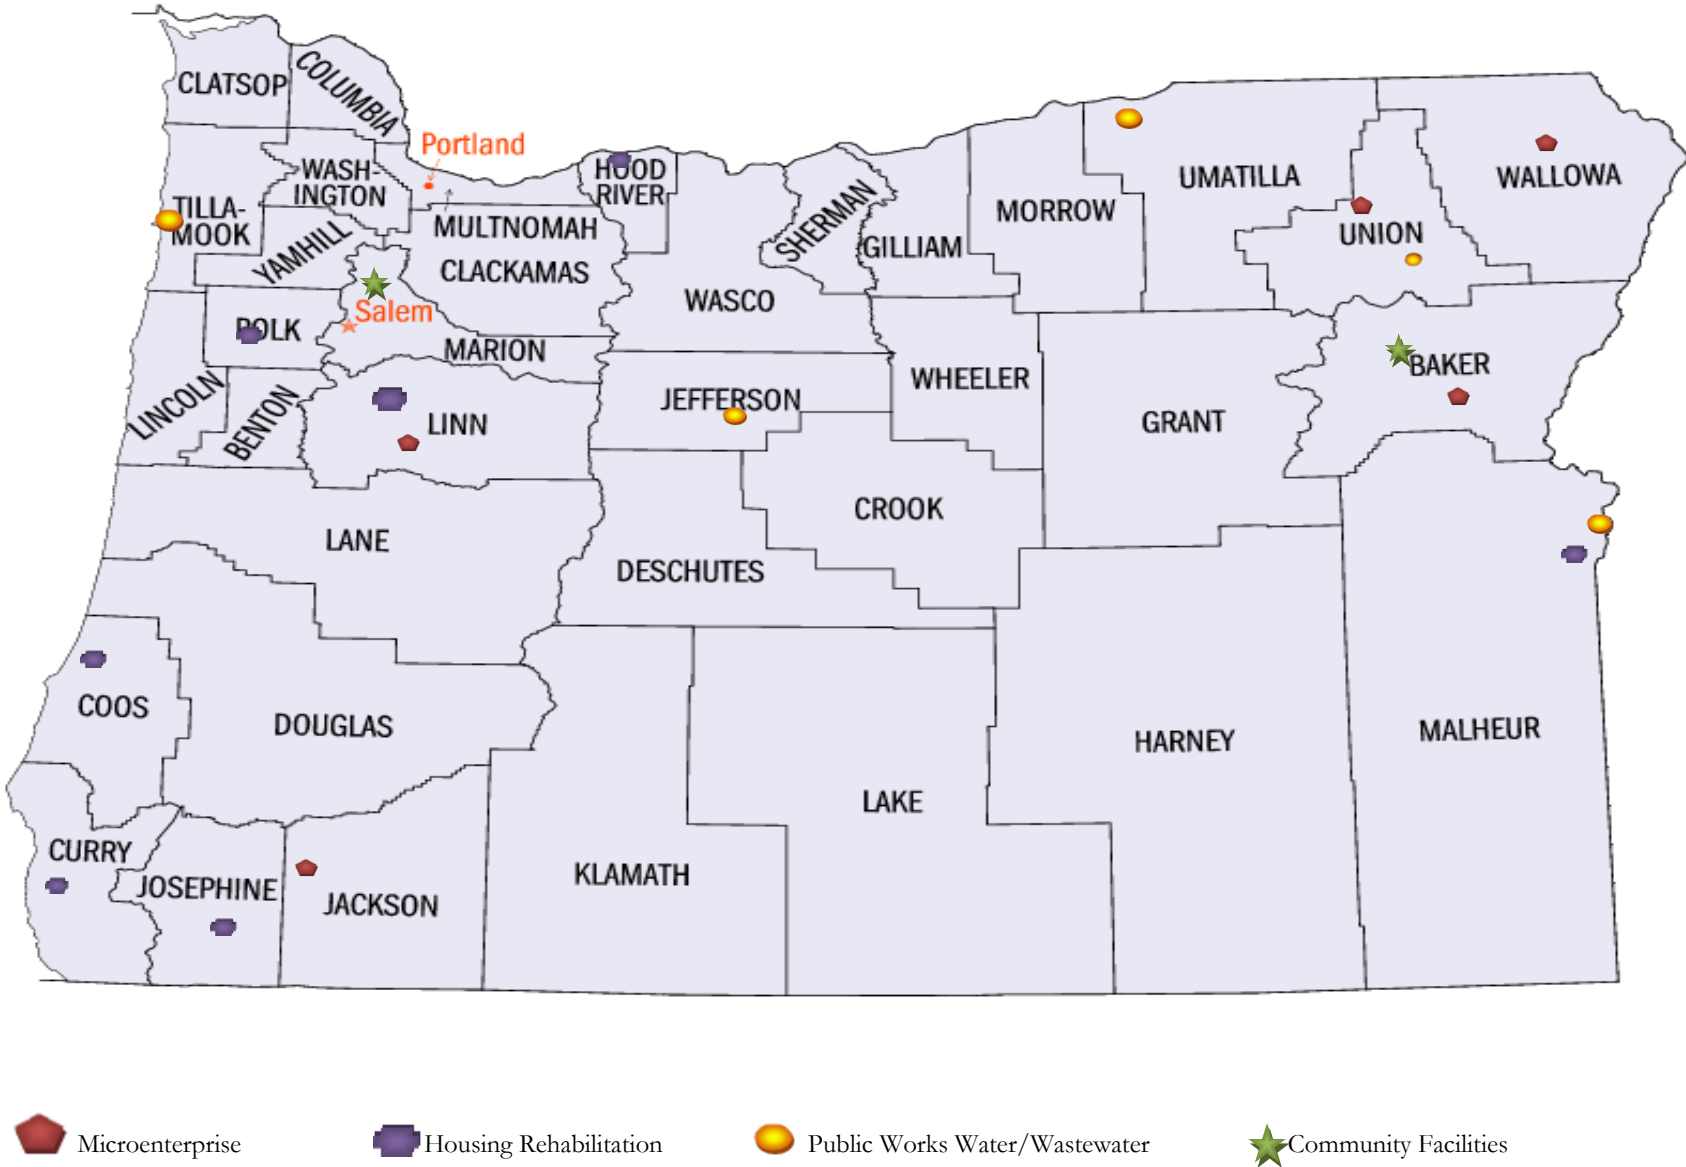 CLATSOP
COLUMBIA
Portland
WASH-
INGTON
HOOD
RIVER
TILLA-
MOOK
YAMHILL
MULTNOMAH
CLACKAMAS
SHERMAN
GILLIAM
MORROW
UMATILLA
WALLOWA
UNION
WASCO
Salem
POLK
MARION
LINCOLN
BENTON
LINN
JEFFERSON
WHEELER
GRANT
BAKER
LANE
CROOK
DESCHUTES
COOS
DOUGLAS
HARNEY
MALHEUR
LAKE
CURRY
JOSEPHINE
JACKSON
KLAMATH
Microenterprise
Housing Rehabilitation
Public Works Water/Wastewater
Community Facilities